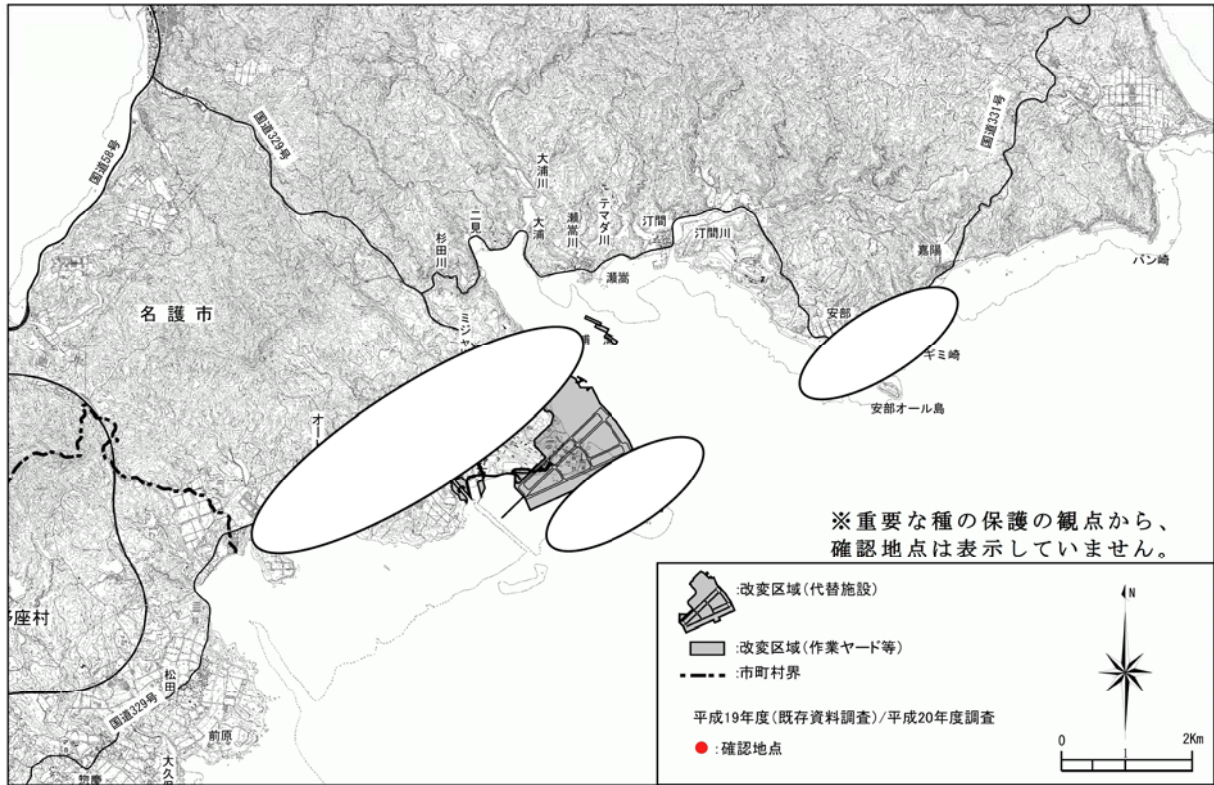 国道58号
国道329号
国道331号
名護市
杉田川
二見
大浦川
大浦
瀬嵩川
テマダ川
汀間
汀間川
瀬嵩
嘉陽
バン崎
安部
ギミ崎
安部オール島
松田
国道329号
前原
惣慶
※重要な種の保護の観点から、
確認地点は表示していません。
:改変区域(代替施設)
:改変区域(作業ヤード等)
:市町村界
平成19年度(既存資料調査)/平成20年度調査
:確認地点
N
0 1 2Km